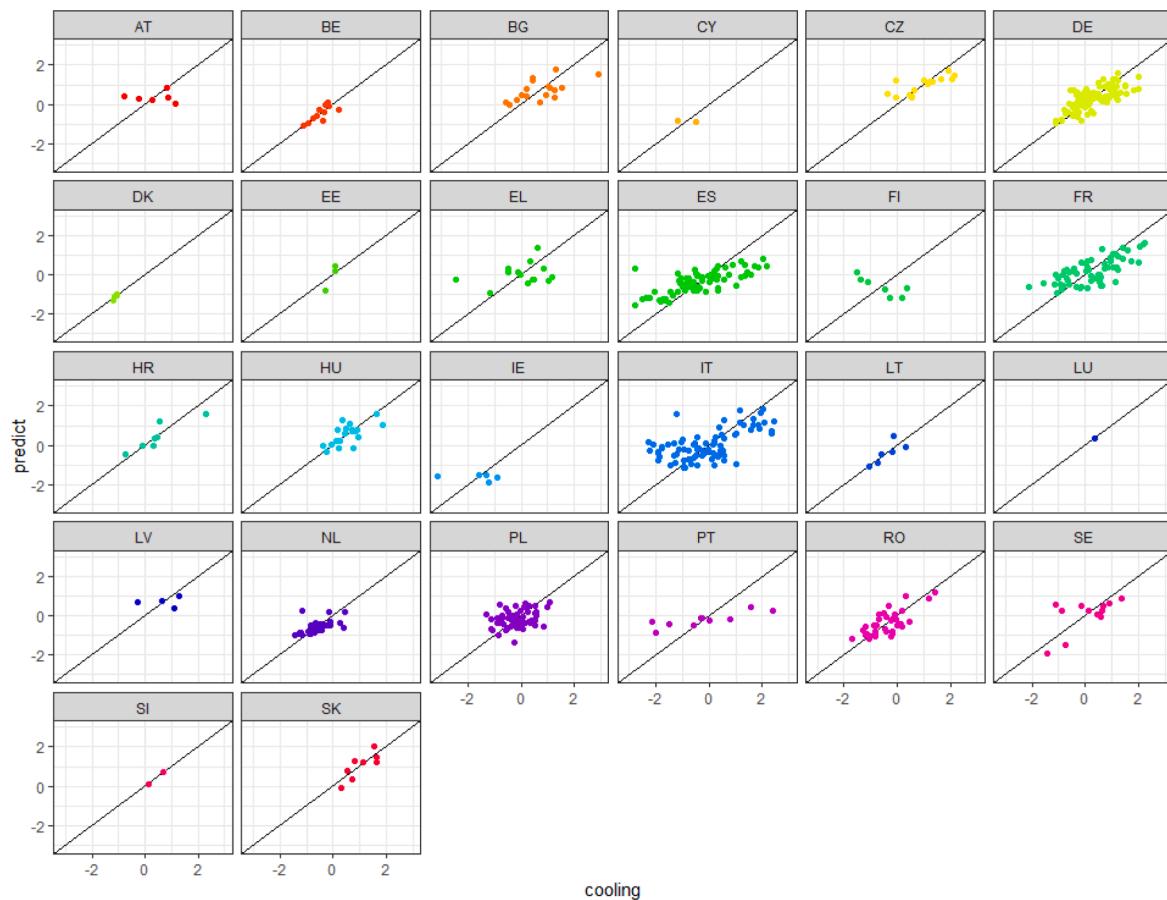 AT BE BG CY CZ DE
2
0
-2
DK EE EL ES FI FR
2
0
-2
HR HU IE IT LT LU
2
0
-2
predict
LV NL PL PT RO SE
2
0
-2
-2 0 2 -2 0 2 -2 0 2 -2 0 2
SI SK
2
0
-2
-2 0 2 -2 0 2
cooling